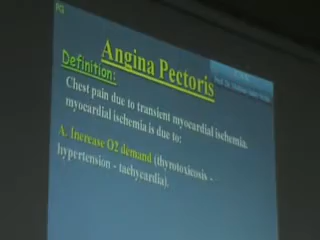 Angina Pectoris
Definition:
Chest pain due to transient myocardial ischemia.
myocardial ischemia is due to:
A. Increase O2 demand (thyrotoxicosis -
hypertension - tachycardia).